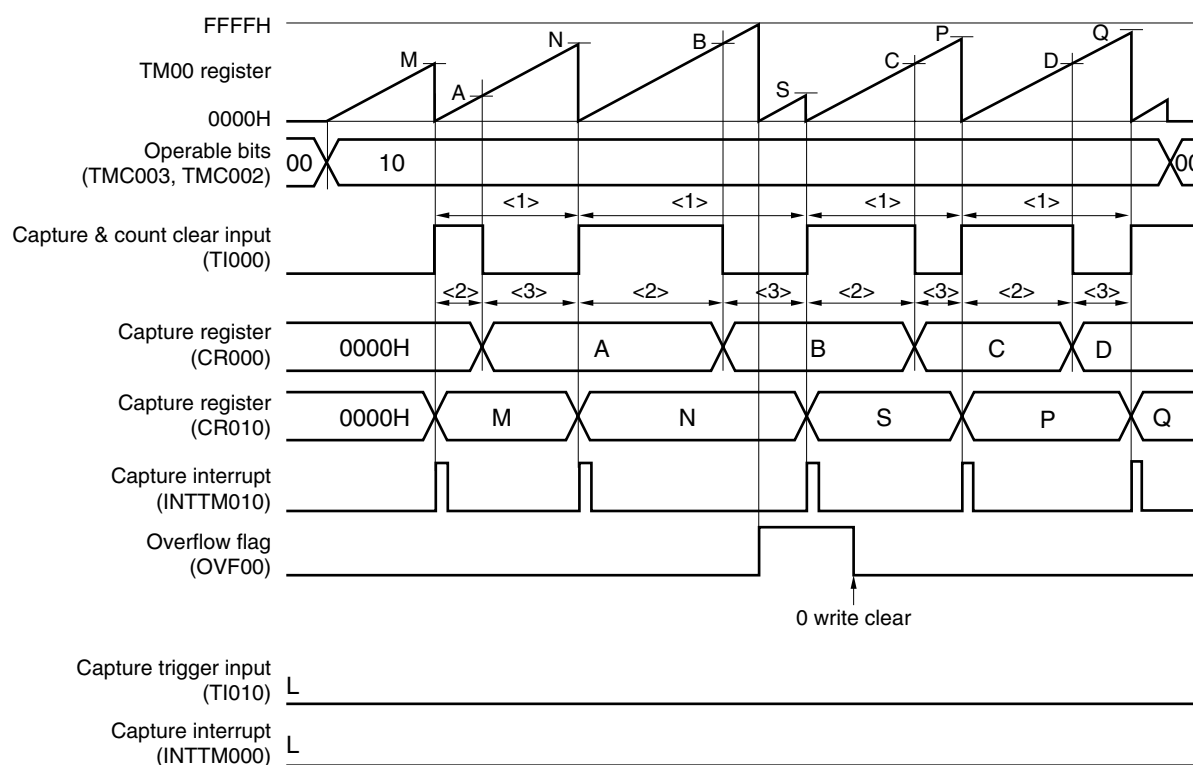 FFFFH
TM00 register
0000H
M
A
N
B
S
C
P
D
Q
Operable bits
(TMC003, TMC002)
00
10
00
<1>
<1>
<1>
<1>
Capture & count clear input
(TI000)
<2>
<3>
<2>
<3>
<2>
<3>
<2>
<3>
Capture register
(CR000)
0000H
A
B
C
D
Capture register
(CR010)
0000H
M
N
S
P
Q
Capture interrupt
(INTTM010)
Overflow flag
(OVF00)
0 write clear
Capture trigger input
(TI010)
L
Capture interrupt
(INTTM000)
L